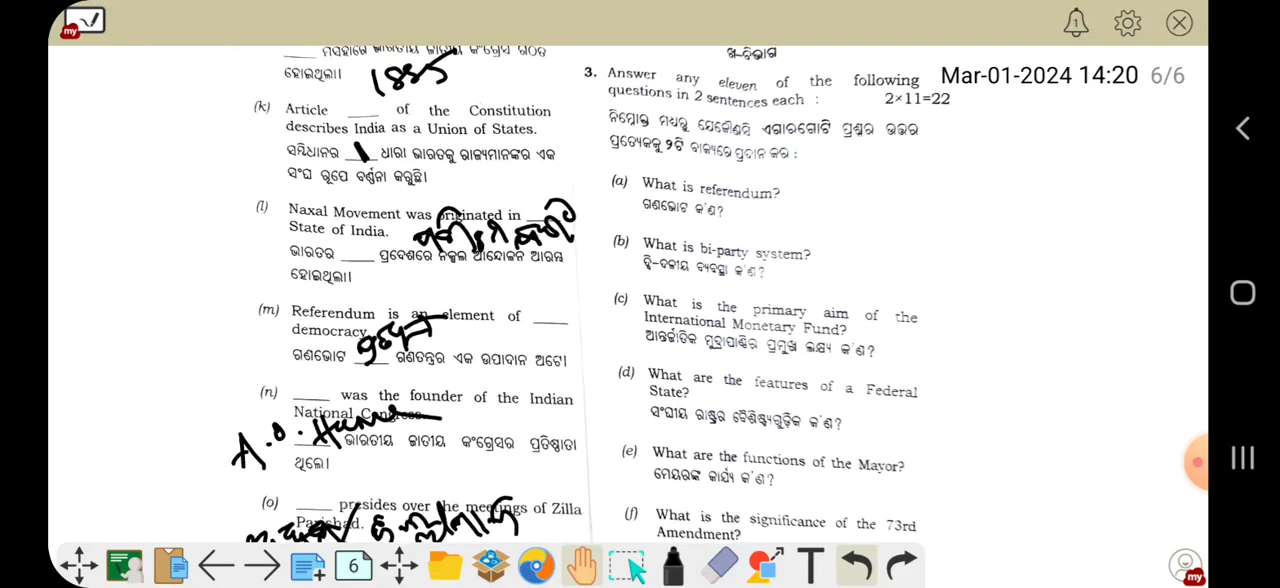 Mar-01-2024 14:20 6/6
____ ମସିହାରେ ଭାରତୀୟ ଜାତୀୟ କଂଗ୍ରେସ ଗଠିତ
ହୋଇଥିଲା।
1885
(k) Article ____ of the Constitution
describes India as a Union of States.
ସମ୍ବିଧାନର ____ ଧାରା ଭାରତକୁ ରାଜ୍ୟମାନଙ୍କର ଏକ
ସଂଘ ରୂପେ ବର୍ଣ୍ଣନା କରୁଛି।
1
(l) Naxal Movement was originated in ____
State of India.
ଭାରତର ____ ପ୍ରଦେଶରେ ନକ୍ସଲ ଆନ୍ଦୋଳନ ଆରମ୍ଭ
ହୋଇଥିଲା।
(m) Referendum is an element of ____
democracy.
ଗଣଭୋଟ ____ ଗଣତନ୍ତ୍ରର ଏକ ଉପାଦାନ ଅଟେ।
(n) ____ was the founder of the Indian
National Congress.
A.O. Hume
____ ଭାରତୀୟ ଜାତୀୟ କଂଗ୍ରେସର ପ୍ରତିଷ୍ଠାତା
ଥିଲେ।
(o) ____ presides over the meetings of Zilla
Parishad.
ଖ-ବିଭାଗ
3. Answer any eleven of the following
questions in 2 sentences each : 2×11=22
ନିମ୍ନୋକ୍ତ ମଧ୍ୟରୁ ଯେକୌଣସି ଏଗାରଗୋଟି ପ୍ରଶ୍ନର ଉତ୍ତର
ପ୍ରତ୍ୟେକକୁ ୨ଟି ବାକ୍ୟରେ ପ୍ରଦାନ କର :
(a) What is referendum?
ଗଣଭୋଟ କ'ଣ?
(b) What is bi-party system?
ଦ୍ୱି-ଦଳୀୟ ବ୍ୟବସ୍ଥା କ'ଣ?
(c) What is the primary aim of the
International Monetary Fund?
ଆନ୍ତର୍ଜାତିକ ମୁଦ୍ରାପାଣ୍ଠିର ପ୍ରମୁଖ ଲକ୍ଷ୍ୟ କ'ଣ?
(d) What are the features of a Federal
State?
ସଂଘୀୟ ରାଷ୍ଟ୍ରର ବୈଶିଷ୍ଟ୍ୟଗୁଡ଼ିକ କ'ଣ?
(e) What are the functions of the Mayor?
ମେୟରଙ୍କ କାର୍ଯ୍ୟ କ'ଣ?
(f) What is the significance of the 73rd
Amendment?
6